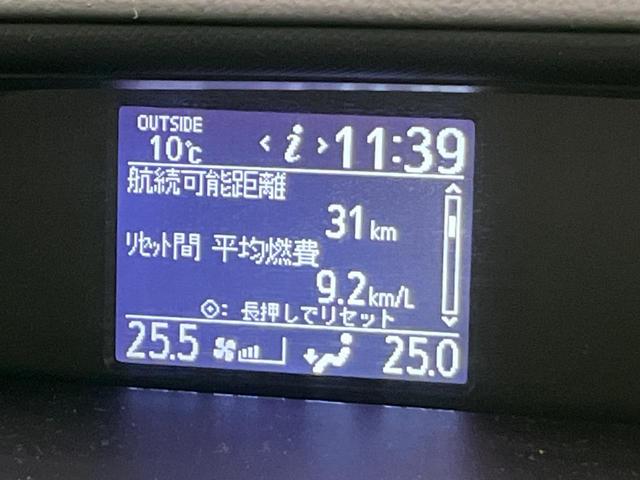 OUTSIDE
10℃ < i > 11:39
航続可能距離
31 km
リセット間 平均燃費
9.2 km/L
: 長押しでリセット
25.5 25.0